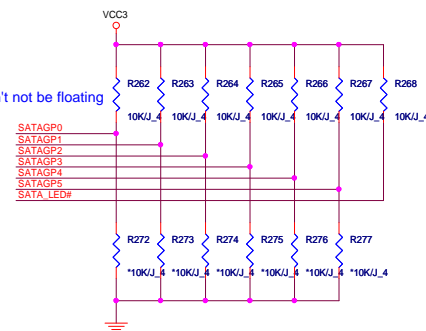 VCC3
R262 R263 R264 R265 R266 R267 R268
't not be floating
10K/J_4 10K/J_4 10K/J_4 10K/J_4 10K/J_4 10K/J_4 10K/J_4
SATAGP0
SATAGP1
SATAGP2
SATAGP3
SATAGP4
SATAGP5
SATA_LED#
R272 R273 R274 R275 R276 R277
*10K/J_4 *10K/J_4 *10K/J_4 *10K/J_4 *10K/J_4 *10K/J_4